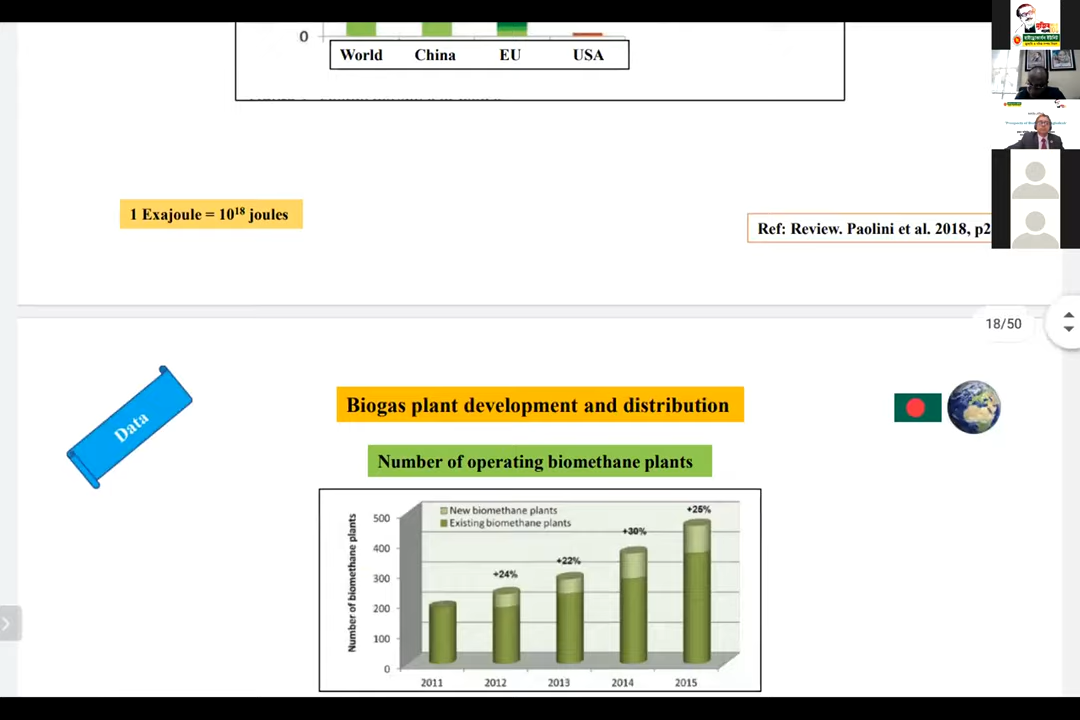 0
World China EU USA
1 Exajoule = 10¹⁸ joules
Ref: Review. Paolini et al. 2018, p2
18/50
Data
Biogas plant development and distribution
Number of operating biomethane plants
New biomethane plants
Existing biomethane plants
Number of biomethane plants
500
400
300
200
100
0
+24%
+22%
+30%
+25%
2011 2012 2013 2014 2015